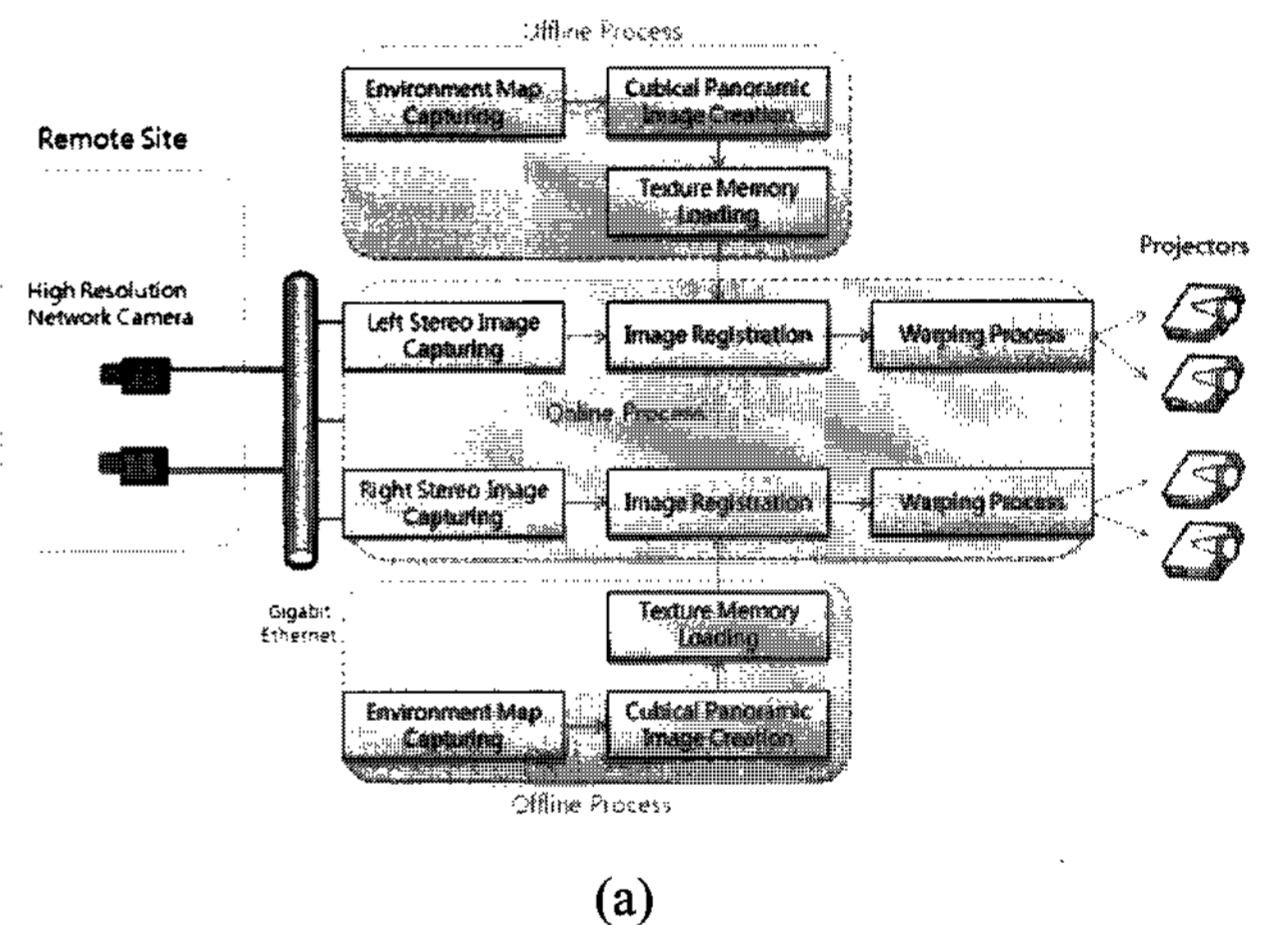 Offline Process
Environment Map
Capturing
Cubical Panoramic
Image Creation
Remote Site
Texture Memory
Loading
Projectors
High Resolution
Network Camera
Left Stereo Image
Capturing
Image Registration
Warping Process
Online Process
Right Stereo Image
Capturing
Image Registration
Warping Process
Gigabit
Ethernet
Texture Memory
Loading
Environment Map
Capturing
Cubical Panoramic
Image Creation
Offline Process
(a)